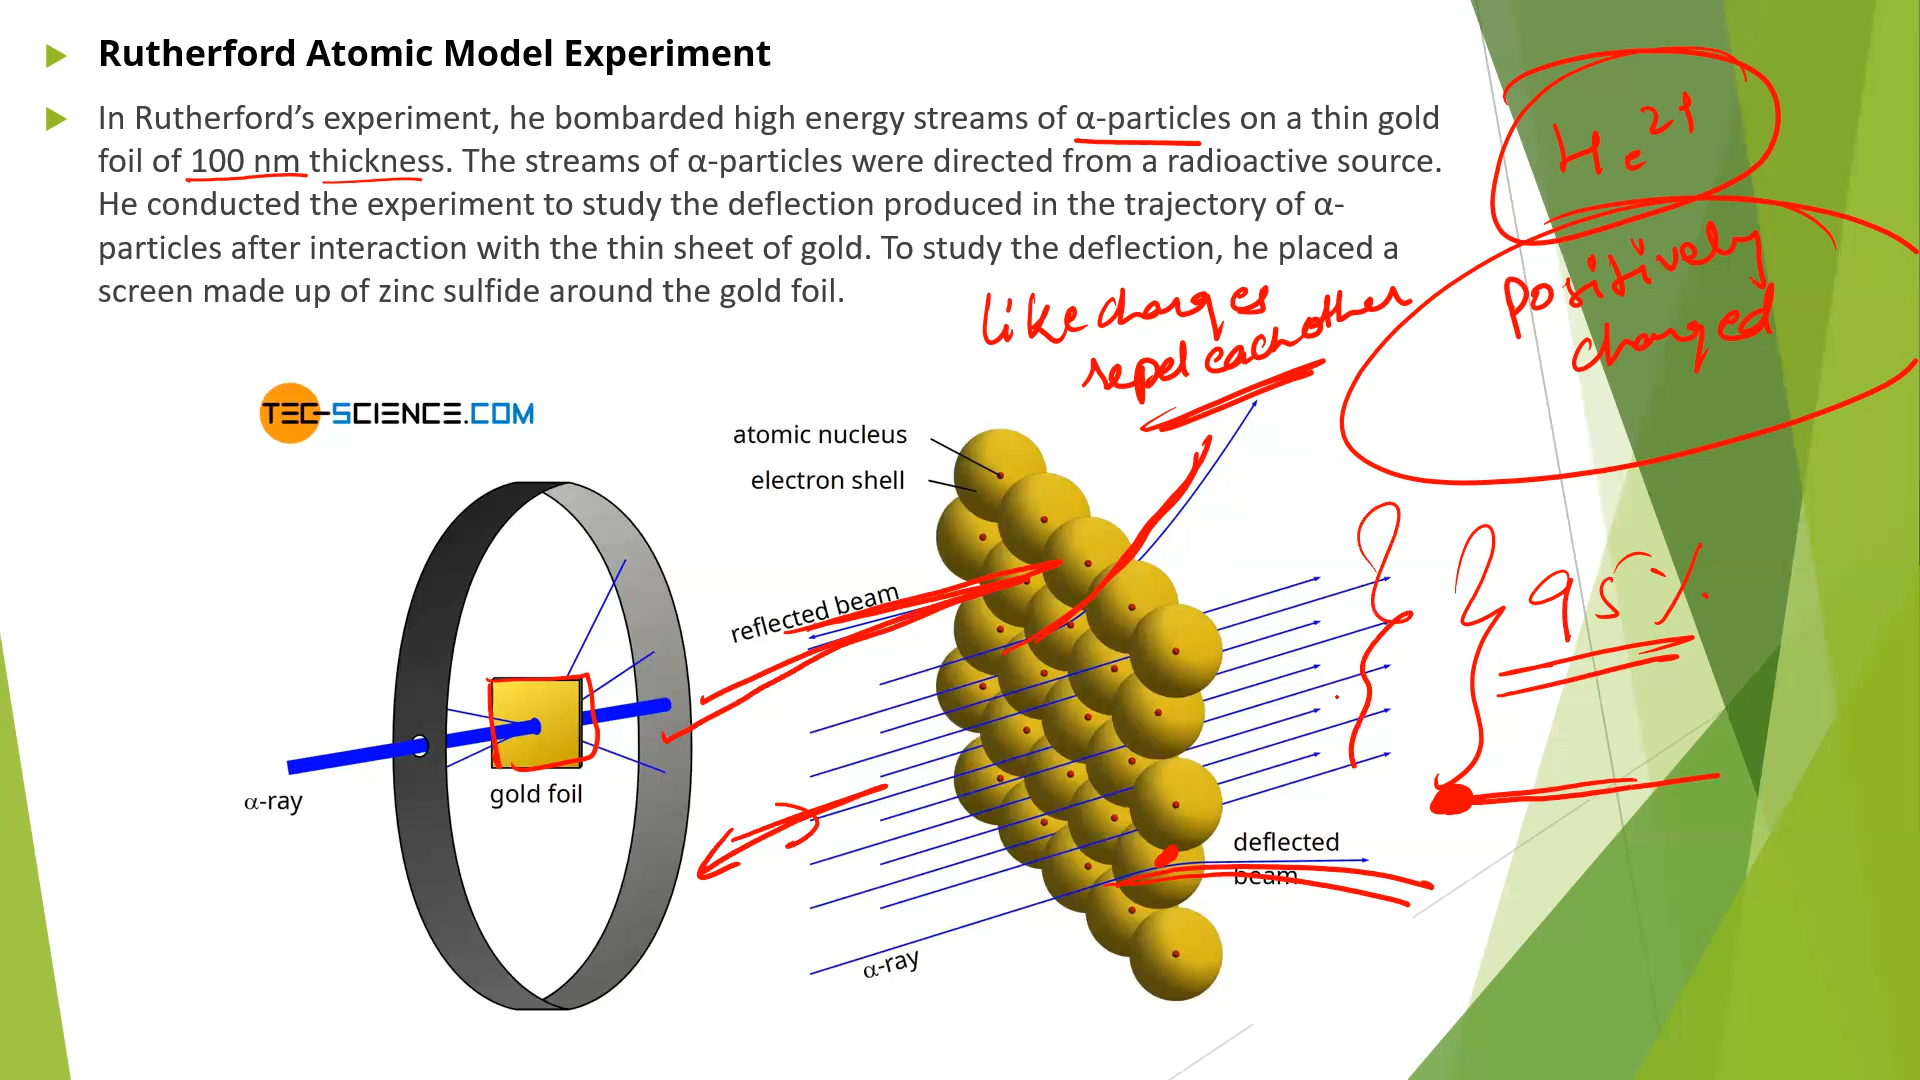 Rutherford Atomic Model Experiment
In Rutherford’s experiment, he bombarded high energy streams of α-particles on a thin gold
foil of 100 nm thickness. The streams of α-particles were directed from a radioactive source.
He conducted the experiment to study the deflection produced in the trajectory of α-
particles after interaction with the thin sheet of gold. To study the deflection, he placed a
screen made up of zinc sulfide around the gold foil.
He 2+
positively
charged
like charges
repel each other
TEC-SCIENCE.COM
atomic nucleus
electron shell
reflected beam
95%
gold foil
α-ray
deflected
beam
α-ray